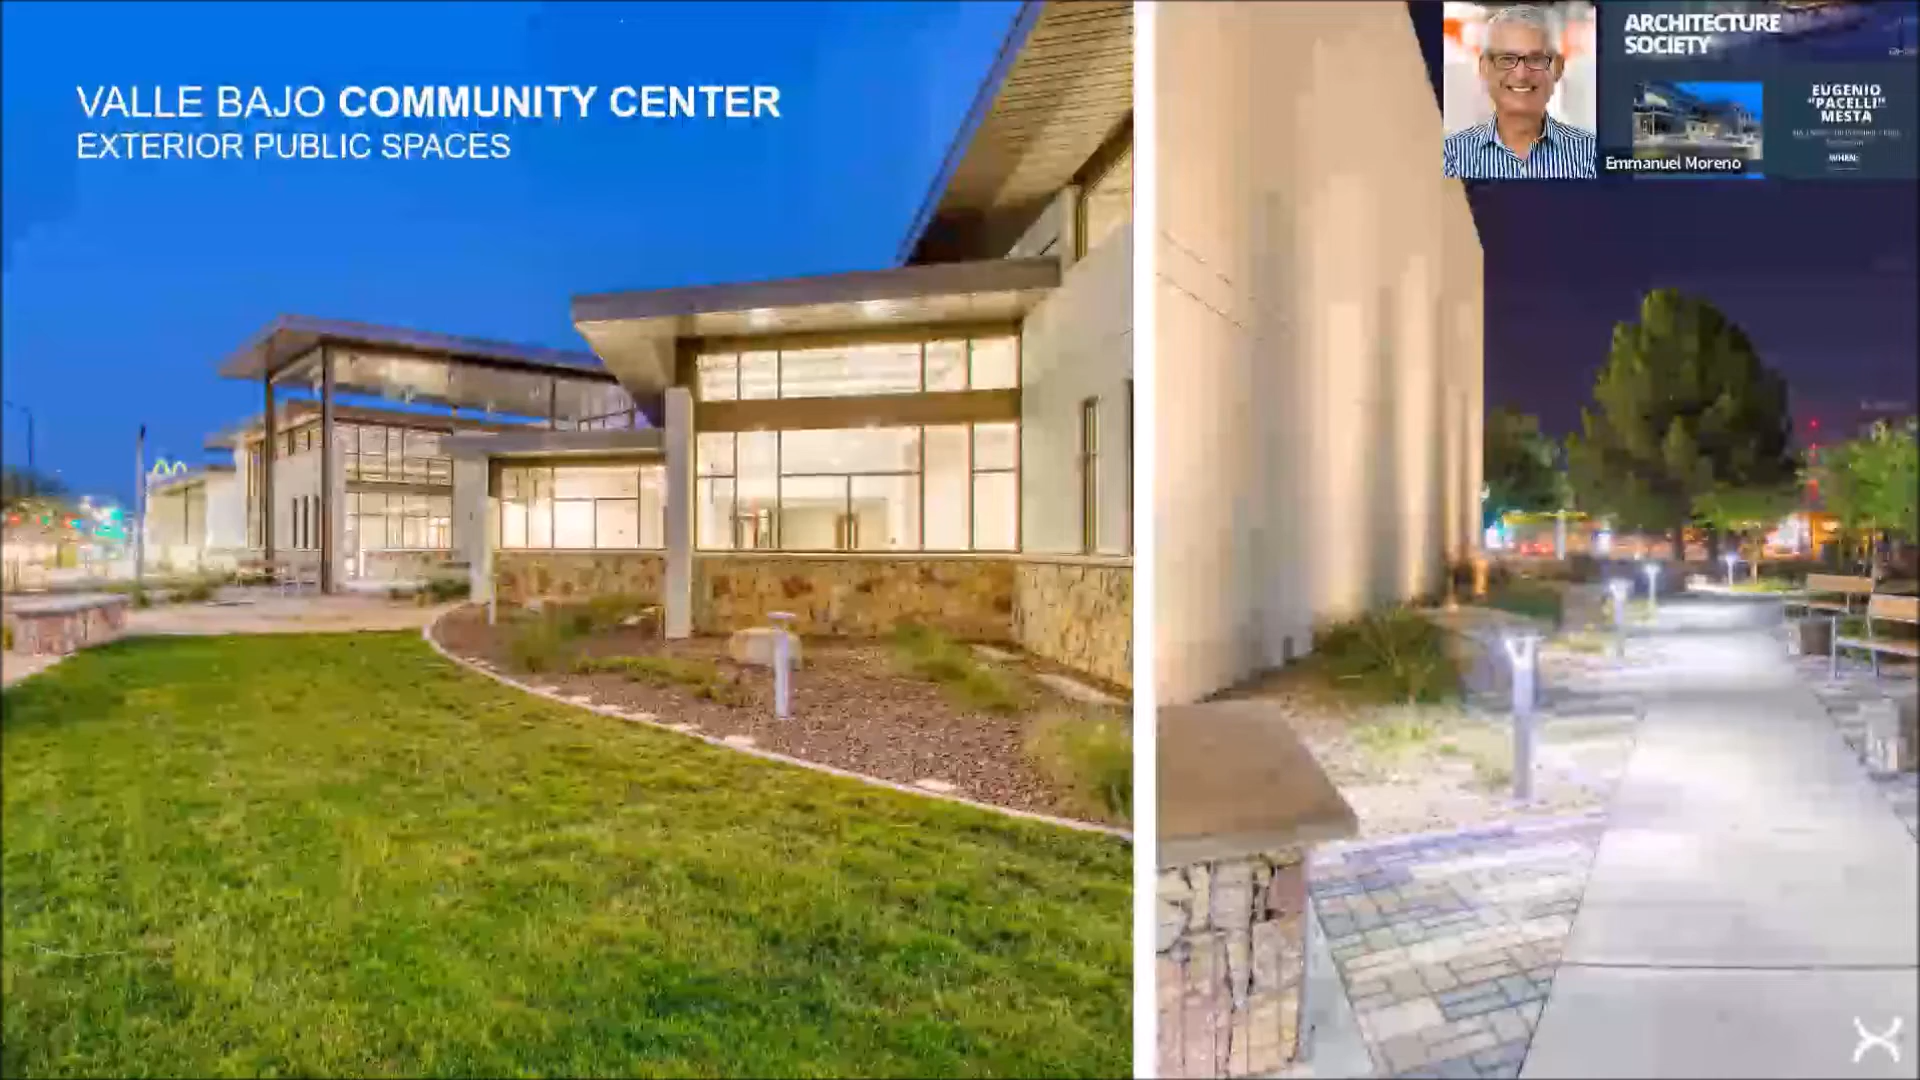 VALLE BAJO COMMUNITY CENTER
EXTERIOR PUBLIC SPACES
ARCHITECTURE
SOCIETY
EUGENIO
"PACELLI"
MESTA
WHEN:
Emmanuel Moreno